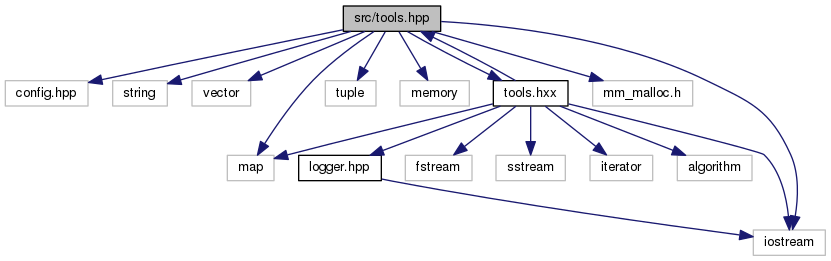 src/tools.hpp
config.hpp
string
vector
tuple
memory
tools.hxx
mm_malloc.h
map
logger.hpp
fstream
sstream
iterator
algorithm
iostream